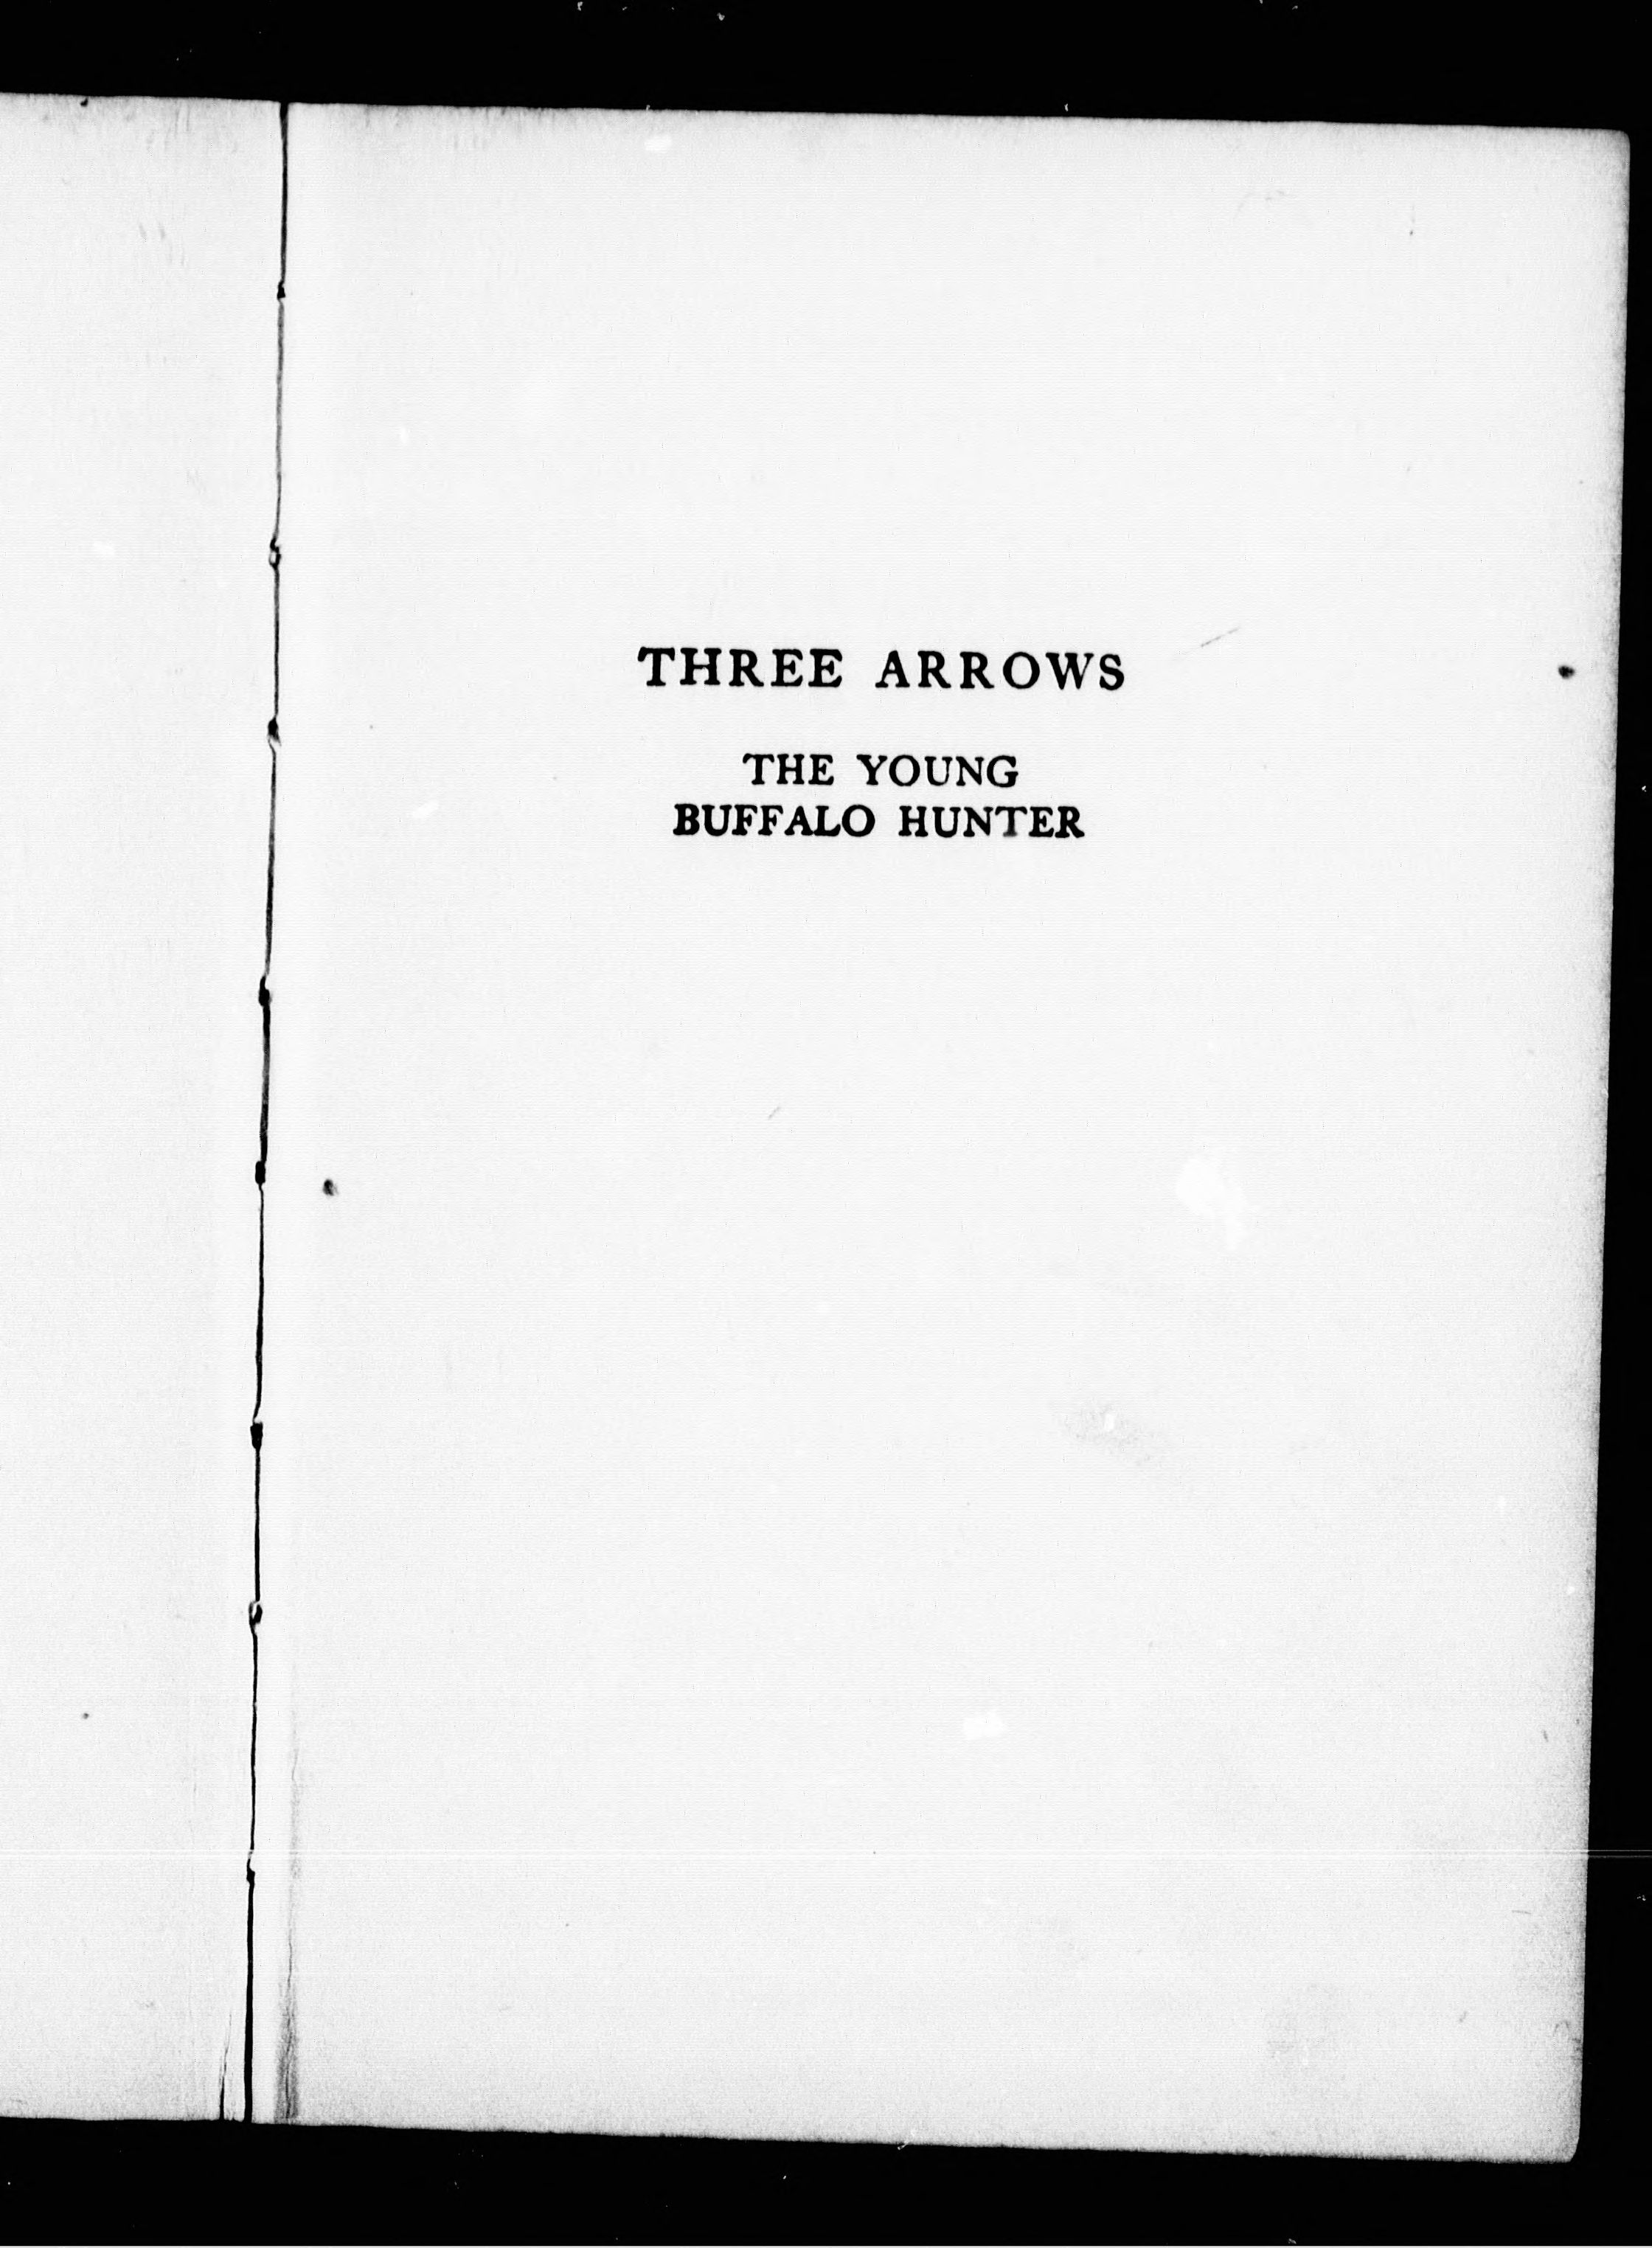 THREE ARROWS
THE YOUNG
BUFFALO HUNTER